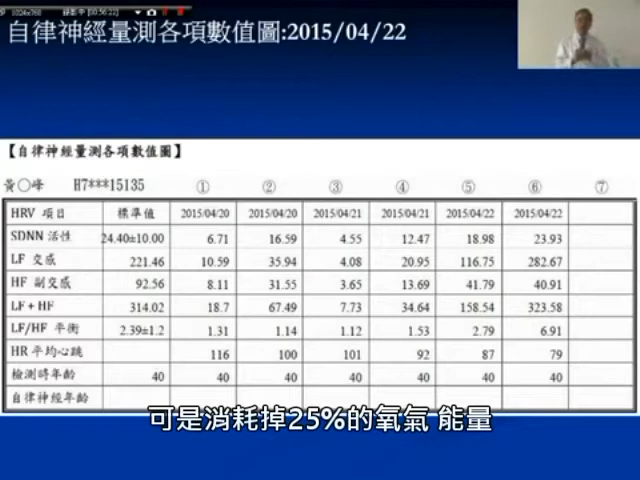 1024x768 錄影中 [00:56:22]
自律神經量測各項數值圖:2015/04/22
【自律神經量測各項數值圖】
黃○峰 H7***15135 ① ② ③ ④ ⑤ ⑥ ⑦
HRV 項目 標準值 2015/04/20 2015/04/20 2015/04/21 2015/04/21 2015/04/22 2015/04/22
SDNN 活性 24.40±10.00 6.71 16.59 4.55 12.47 18.98 23.93
LF 交感 221.46 10.59 35.94 4.08 20.95 116.75 282.67
HF 副交感 92.56 8.11 31.55 3.65 13.69 41.79 40.91
LF+HF 314.02 18.7 67.49 7.73 34.64 158.54 323.58
LF/HF 平衡 2.39±1.2 1.31 1.14 1.12 1.53 2.79 6.91
HR 平均心跳 116 100 101 92 87 79
檢測時年齡 40 40 40 40 40 40 40
自律神經年齡
可是消耗掉25%的氧氣 能量